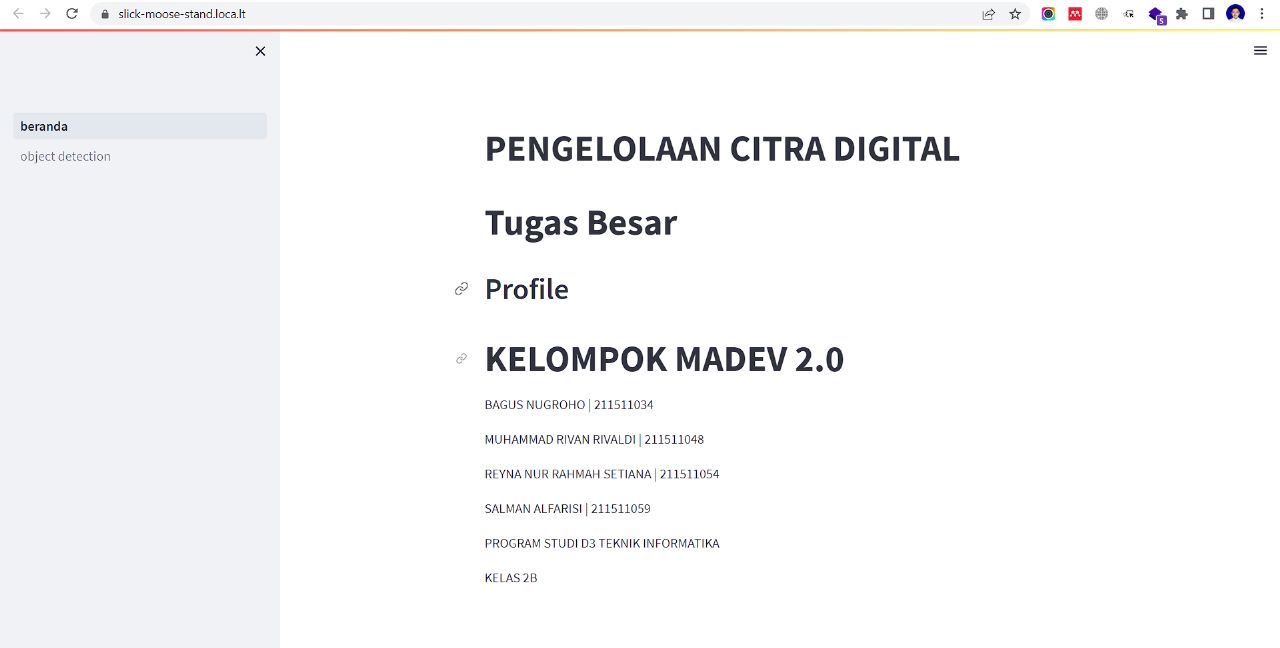 slick-moose-stand.loca.lt
5
beranda
object detection
PENGELOLAAN CITRA DIGITAL
Tugas Besar
Profile
KELOMPOK MADEV 2.0
BAGUS NUGROHO | 211511034
MUHAMMAD RIVAN RIVALDI | 211511048
REYNA NUR RAHMAH SETIANA | 211511054
SALMAN ALFARISI | 211511059
PROGRAM STUDI D3 TEKNIK INFORMATIKA
KELAS 2B